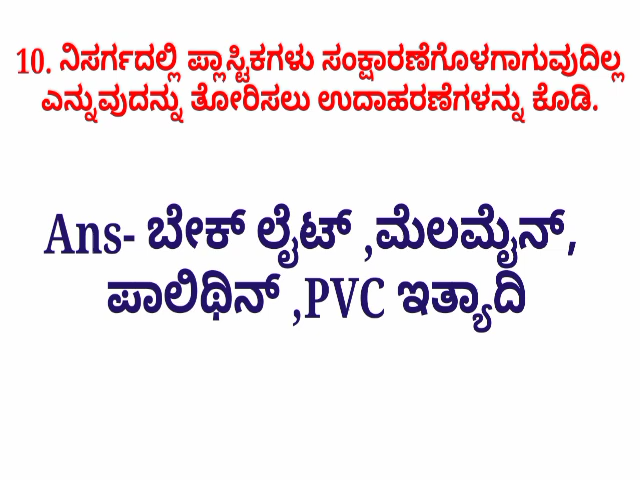 10. ನಿಸರ್ಗದಲ್ಲಿ ಪ್ಲಾಸ್ಟಿಕಗಳು ಸಂಕ್ಷಾರಣೆಗೊಳಗಾಗುವುದಿಲ್ಲ
ಎನ್ನುವುದನ್ನು ತೋರಿಸಲು ಉದಾಹರಣೆಗಳನ್ನು ಕೊಡಿ.
Ans- ಬೇಕ್ ಲೈಟ್ ,ಮೆಲಮೈನ್,
ಪಾಲಿಥಿನ್ ,PVC ಇತ್ಯಾದಿ